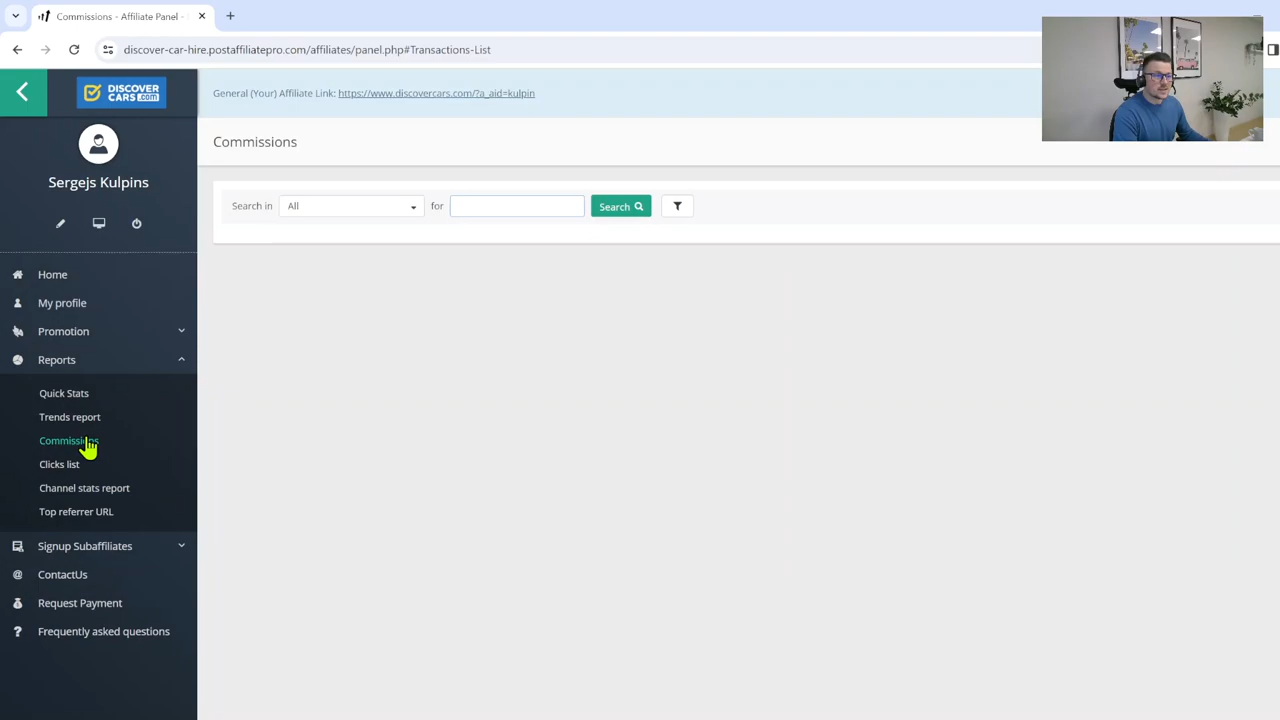 Commissions - Affiliate Panel -
discover-car-hire.postaffiliatepro.com/affiliates/panel.php#Transactions-List
DISCOVER
CARS.com
General (Your) Affiliate Link: https://www.discovercars.com/?a_aid=kulpin
Commissions
Sergejs Kulpins
Search in
All
for
Search
Home
My profile
Promotion
Reports
Quick Stats
Trends report
Commissions
Clicks list
Channel stats report
Top referrer URL
Signup Subaffiliates
ContactUs
Request Payment
Frequently asked questions